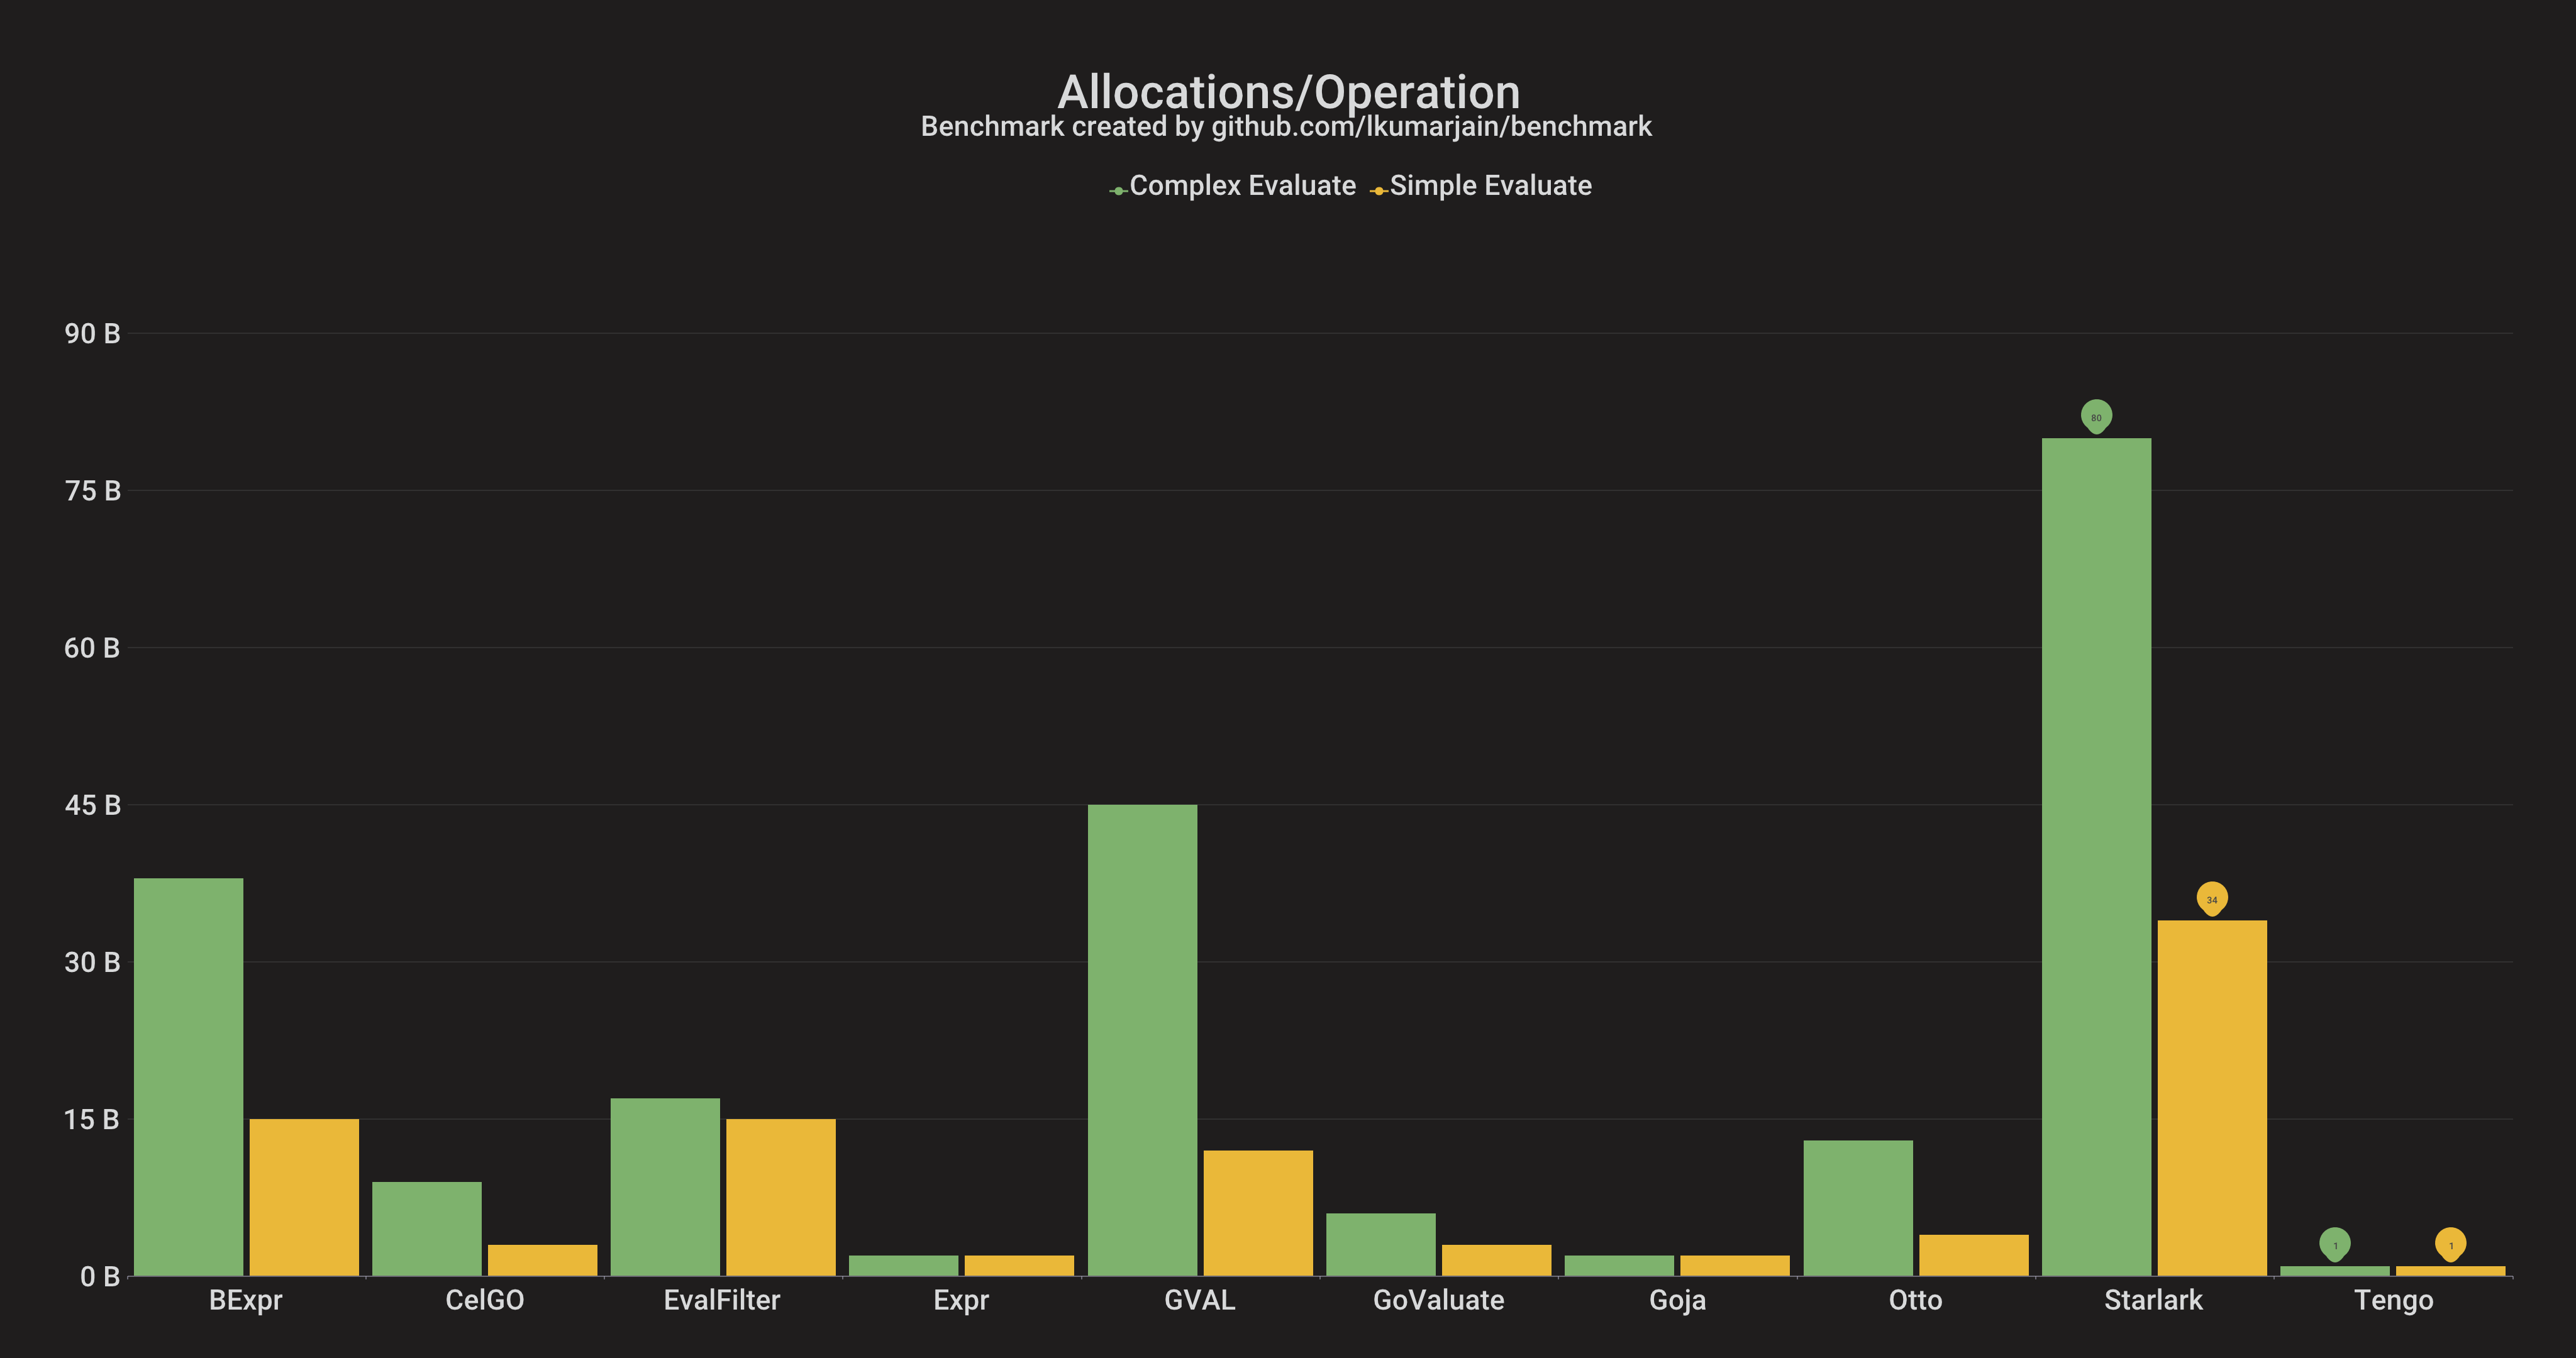 Allocations/Operation
Benchmark created by github.com/lkumarjain/benchmark
Complex Evaluate Simple Evaluate
90 B
80
75 B
60 B
45 B
34
30 B
15 B
1 1
0 B
BExpr CelGO EvalFilter Expr GVAL GoValuate Goja Otto Starlark Tengo